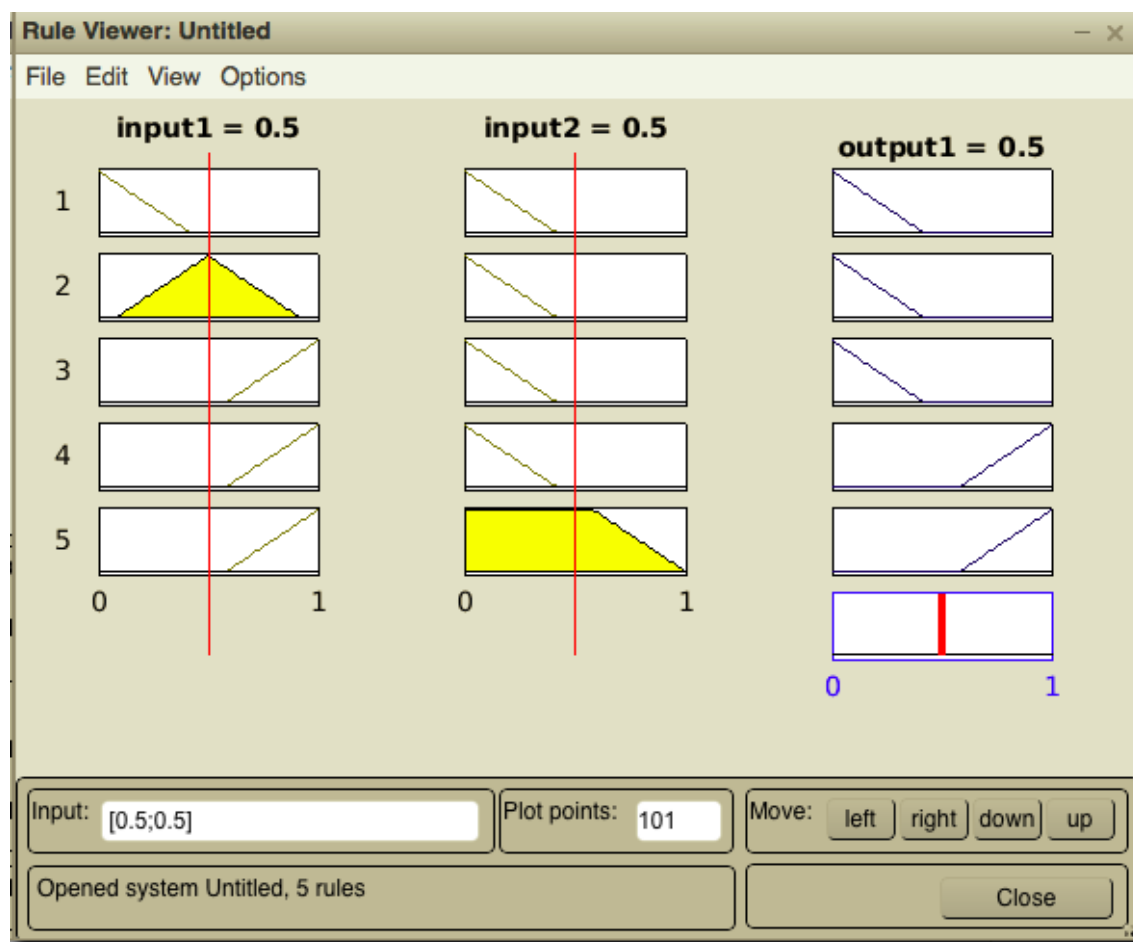 Rule Viewer: Untitled
File Edit View Options
input1 = 0.5 input2 = 0.5 output1 = 0.5
1
2
3
4
5
0 1 0 1
0 1
Input: [0.5;0.5] Plot points: 101 Move: left right down up
Opened system Untitled, 5 rules Close